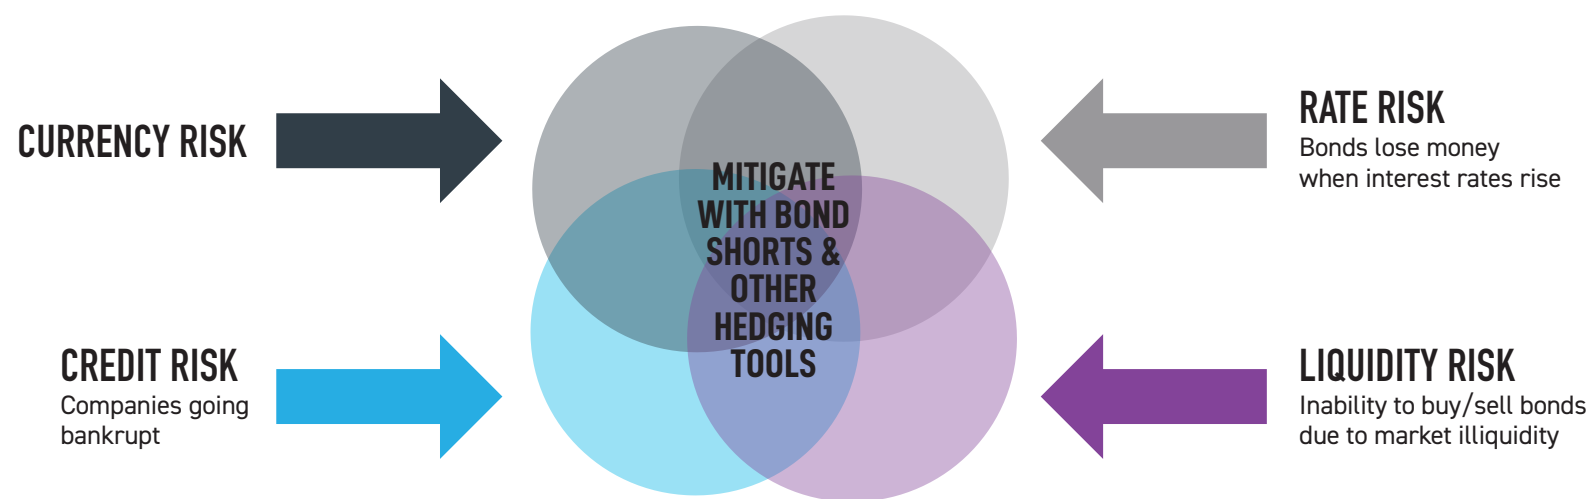 CURRENCY RISK
CREDIT RISK
Companies going
bankrupt
MITIGATE
WITH BOND
SHORTS &
OTHER
HEDGING
TOOLS
RATE RISK
Bonds lose money
when interest rates rise
LIQUIDITY RISK
Inability to buy/sell bonds
due to market illiquidity